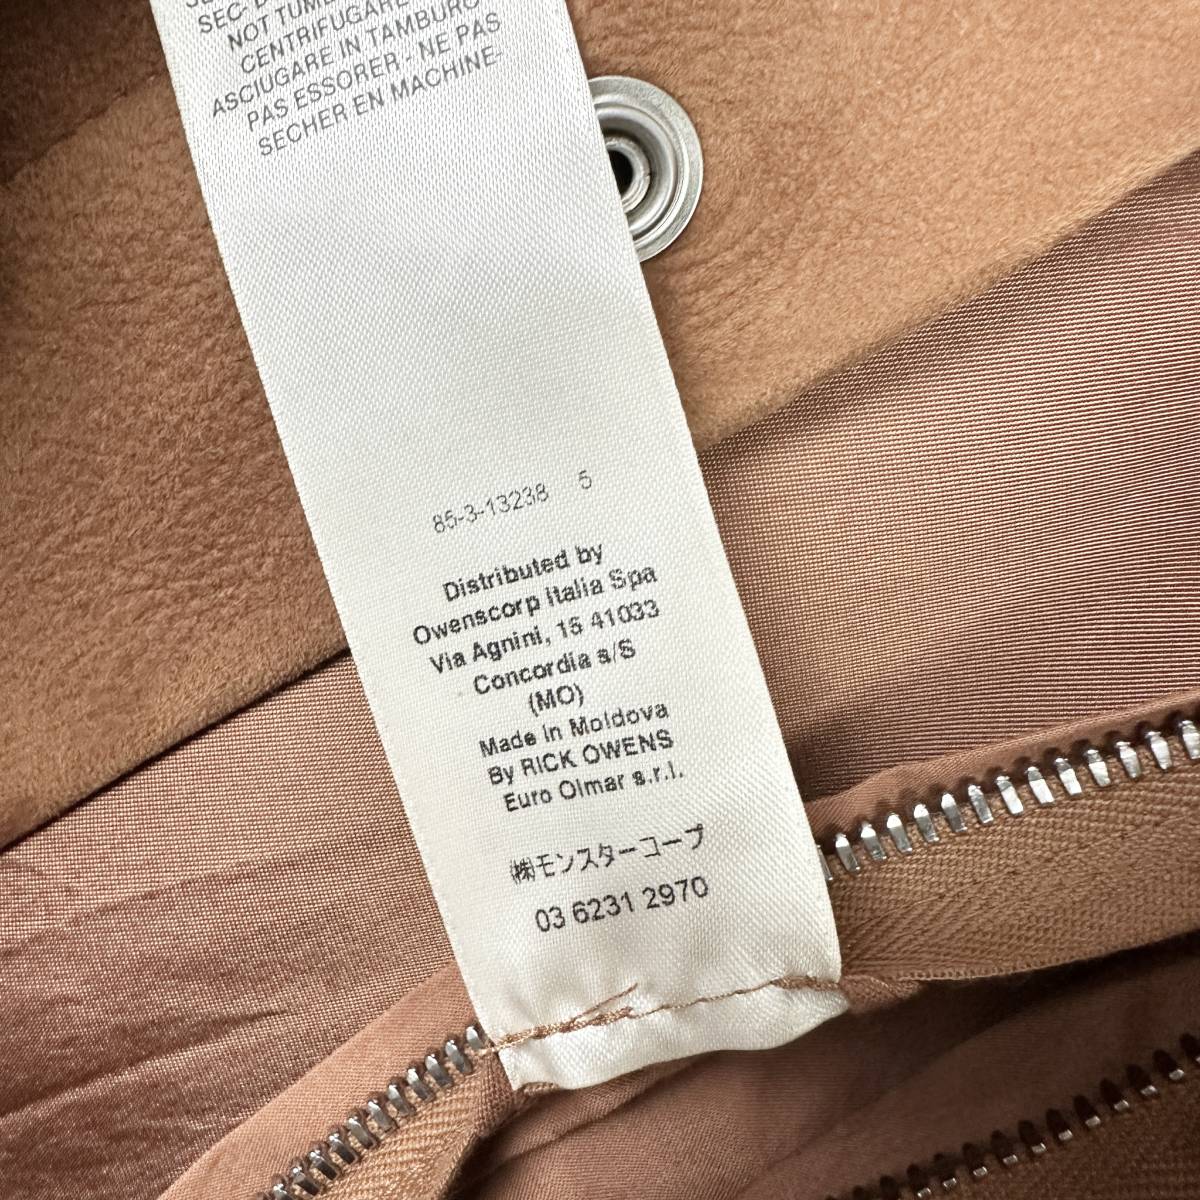 SEC-
NOT TUMBLE
CENTRIFUGARE
ASCIUGARE IN TAMBURO
PAS ESSORER - NE PAS
SECHER EN MACHINE-
85-3-13238 5
Distributed by
Owenscorp Italia Spa
Via Agnini, 15 41033
Concordia s/S
(MO)
Made in Moldova
By RICK OWENS
Euro Olmar s.r.l.
㈱モンスターコープ
03 6231 2970